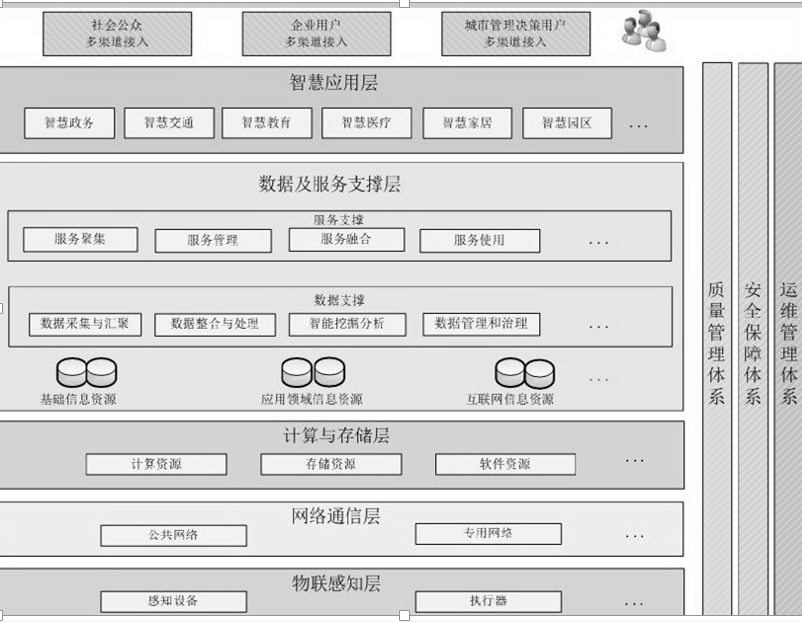 社会公众
多渠道接入
企业用户
多渠道接入
城市管理决策用户
多渠道接入
智慧应用层
智慧政务
智慧交通
智慧教育
智慧医疗
智慧家居
智慧园区
...
数据及服务支撑层
服务支撑
服务聚集
服务管理
服务融合
服务使用
...
数据支撑
数据采集与汇聚
数据整合与处理
智能挖掘分析
数据管理和治理
...
基础信息资源
应用领域信息资源
互联网信息资源
...
计算与存储层
计算资源
存储资源
软件资源
...
网络通信层
公共网络
专用网络
...
物联感知层
感知设备
执行器
...
质量管理体系
安全保障体系
运维管理体系